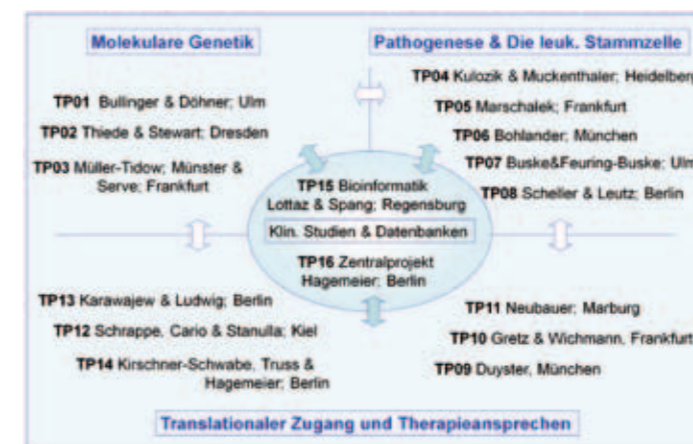 Molekulare Genetik
TP01 Bullinger & Döhner; Ulm
TP02 Thiede & Stewart; Dresden
TP03 Müller-Tidow; Münster &
Serve; Frankfurt
Pathogenese & Die leuk. Stammzelle
TP04 Kulozik & Muckenthaler; Heidelberg
TP05 Marschalek; Frankfurt
TP06 Bohlander; München
TP07 Buske&Feuring-Buske; Ulm
TP08 Scheller & Leutz; Berlin
TP15 Bioinformatik
Lottaz & Spang; Regensburg
Klin. Studien & Datenbanken
TP16 Zentralprojekt
Hagemeier; Berlin
TP13 Karawajew & Ludwig; Berlin
TP12 Schrappe, Cario & Stanulla; Kiel
TP14 Kirschner-Schwabe, Truss &
Hagemeier; Berlin
TP11 Neubauer; Marburg
TP10 Gretz & Wichmann, Frankfurt
TP09 Duyster, München
Translationaler Zugang und Therapieansprechen